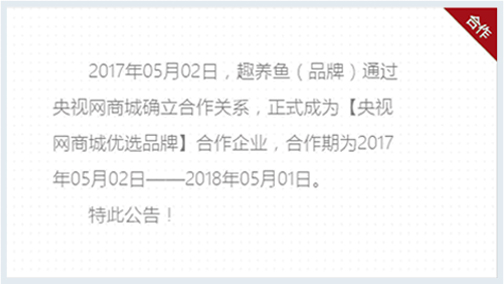 合作
2017年05月02日，趣养鱼（品牌）通过
央视网商城确立合作关系，正式成为【央视
网商城优选品牌】合作企业，合作期为2017
年05月02日——2018年05月01日。
特此公告！